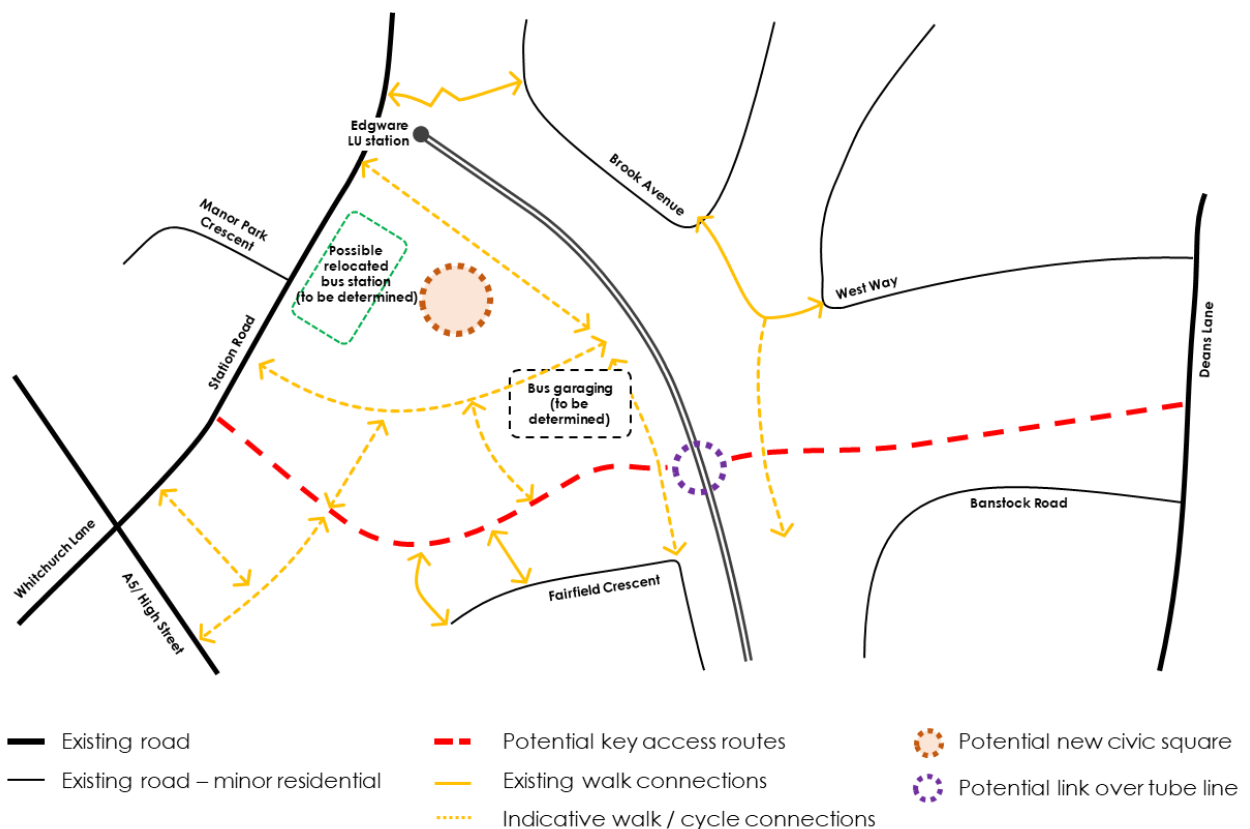 Edgware
LU station
Brook Avenue
Manor Park
Crescent
Possible
relocated
bus station
(to be determined)
West Way
Station Road
Deans Lane
Bus garaging
(to be
determined)
Banstock Road
Whitchurch Lane
A5/ High Street
Fairfield Crescent
Existing road
Existing road – minor residential
Potential key access routes
Existing walk connections
Indicative walk / cycle connections
Potential new civic square
Potential link over tube line